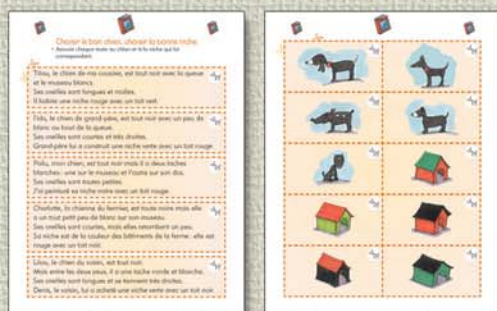 Choisir le bon chien, choisir la bonne niche.
• Associe chaque texte au chien et à la niche qui lui
correspondent.
Titou, le chien de ma cousine, est tout noir avec la queue
et le museau blancs.
Ses oreilles sont longues et molles.
Il habite une niche rouge avec un toit vert.
le chien de grand-père, est tout noir avec un peu de
blanc au bout de la queue.
Ses oreilles sont courtes et très droites.
Grand-père lui a construit une niche verte avec un toit rouge.
Poilu, mon chien, est tout noir mais il a deux taches
blanches : une sur le museau et l'autre sur son dos.
Ses oreilles sont toutes petites.
J'ai peinturé sa niche noire avec un toit rouge.
Charlotte, la chienne du fermier, est toute noire mais elle
a un tout petit peu de blanc sur son museau.
Ses oreilles sont courtes, mais elles retombent un peu.
Sa niche est de la couleur des bâtiments de la ferme : elle est
rouge avec un toit noir.
le chien du voisin, est tout noir.
Mais entre les deux yeux, il a une tache ronde et blanche.
Ses oreilles sont longues et se tiennent très droites.
Denis, le voisin, lui a acheté une niche verte avec un toit noir.